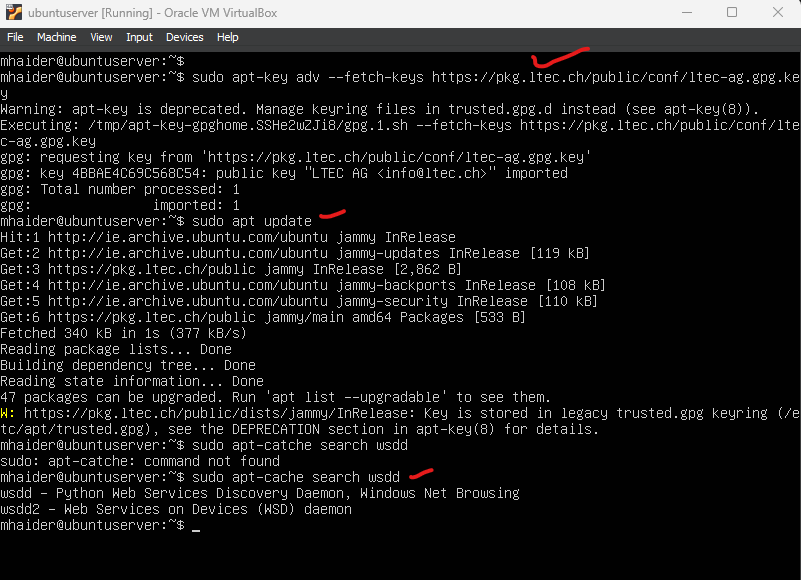 ubuntuserver [Running] - Oracle VM VirtualBox
File Machine View Input Devices Help
mhaider@ubuntuserver:~$
mhaider@ubuntuserver:~$ sudo apt-key adv --fetch-keys https://pkg.ltec.ch/public/conf/ltec-ag.gpg.ke
y
Warning: apt-key is deprecated. Manage keyring files in trusted.gpg.d instead (see apt-key(8)).
Executing: /tmp/apt-key-gpghome.SSHe2wZJi8/gpg.1.sh --fetch-keys https://pkg.ltec.ch/public/conf/lte
c-ag.gpg.key
gpg: requesting key from 'https://pkg.ltec.ch/public/conf/ltec-ag.gpg.key'
gpg: key 4BBAE4C69C568C54: public key "LTEC AG <info@ltec.ch>" imported
gpg: Total number processed: 1
gpg: imported: 1
mhaider@ubuntuserver:~$ sudo apt update
Hit:1 http://ie.archive.ubuntu.com/ubuntu jammy InRelease
Get:2 http://ie.archive.ubuntu.com/ubuntu jammy-updates InRelease [119 kB]
Get:3 https://pkg.ltec.ch/public jammy InRelease [2,862 B]
Get:4 http://ie.archive.ubuntu.com/ubuntu jammy-backports InRelease [108 kB]
Get:5 http://ie.archive.ubuntu.com/ubuntu jammy-security InRelease [110 kB]
Get:6 https://pkg.ltec.ch/public jammy/main amd64 Packages [533 B]
Fetched 340 kB in 1s (377 kB/s)
Reading package lists... Done
Building dependency tree... Done
Reading state information... Done
47 packages can be upgraded. Run 'apt list --upgradable' to see them.
W: https://pkg.ltec.ch/public/dists/jammy/InRelease: Key is stored in legacy trusted.gpg keyring (/e
tc/apt/trusted.gpg), see the DEPRECATION section in apt-key(8) for details.
mhaider@ubuntuserver:~$ sudo apt-catche search wsdd
sudo: apt-catche: command not found
mhaider@ubuntuserver:~$ sudo apt-cache search wsdd
wsdd - Python Web Services Discovery Daemon, Windows Net Browsing
wsdd2 - Web Services on Devices (WSD) daemon
mhaider@ubuntuserver:~$ _